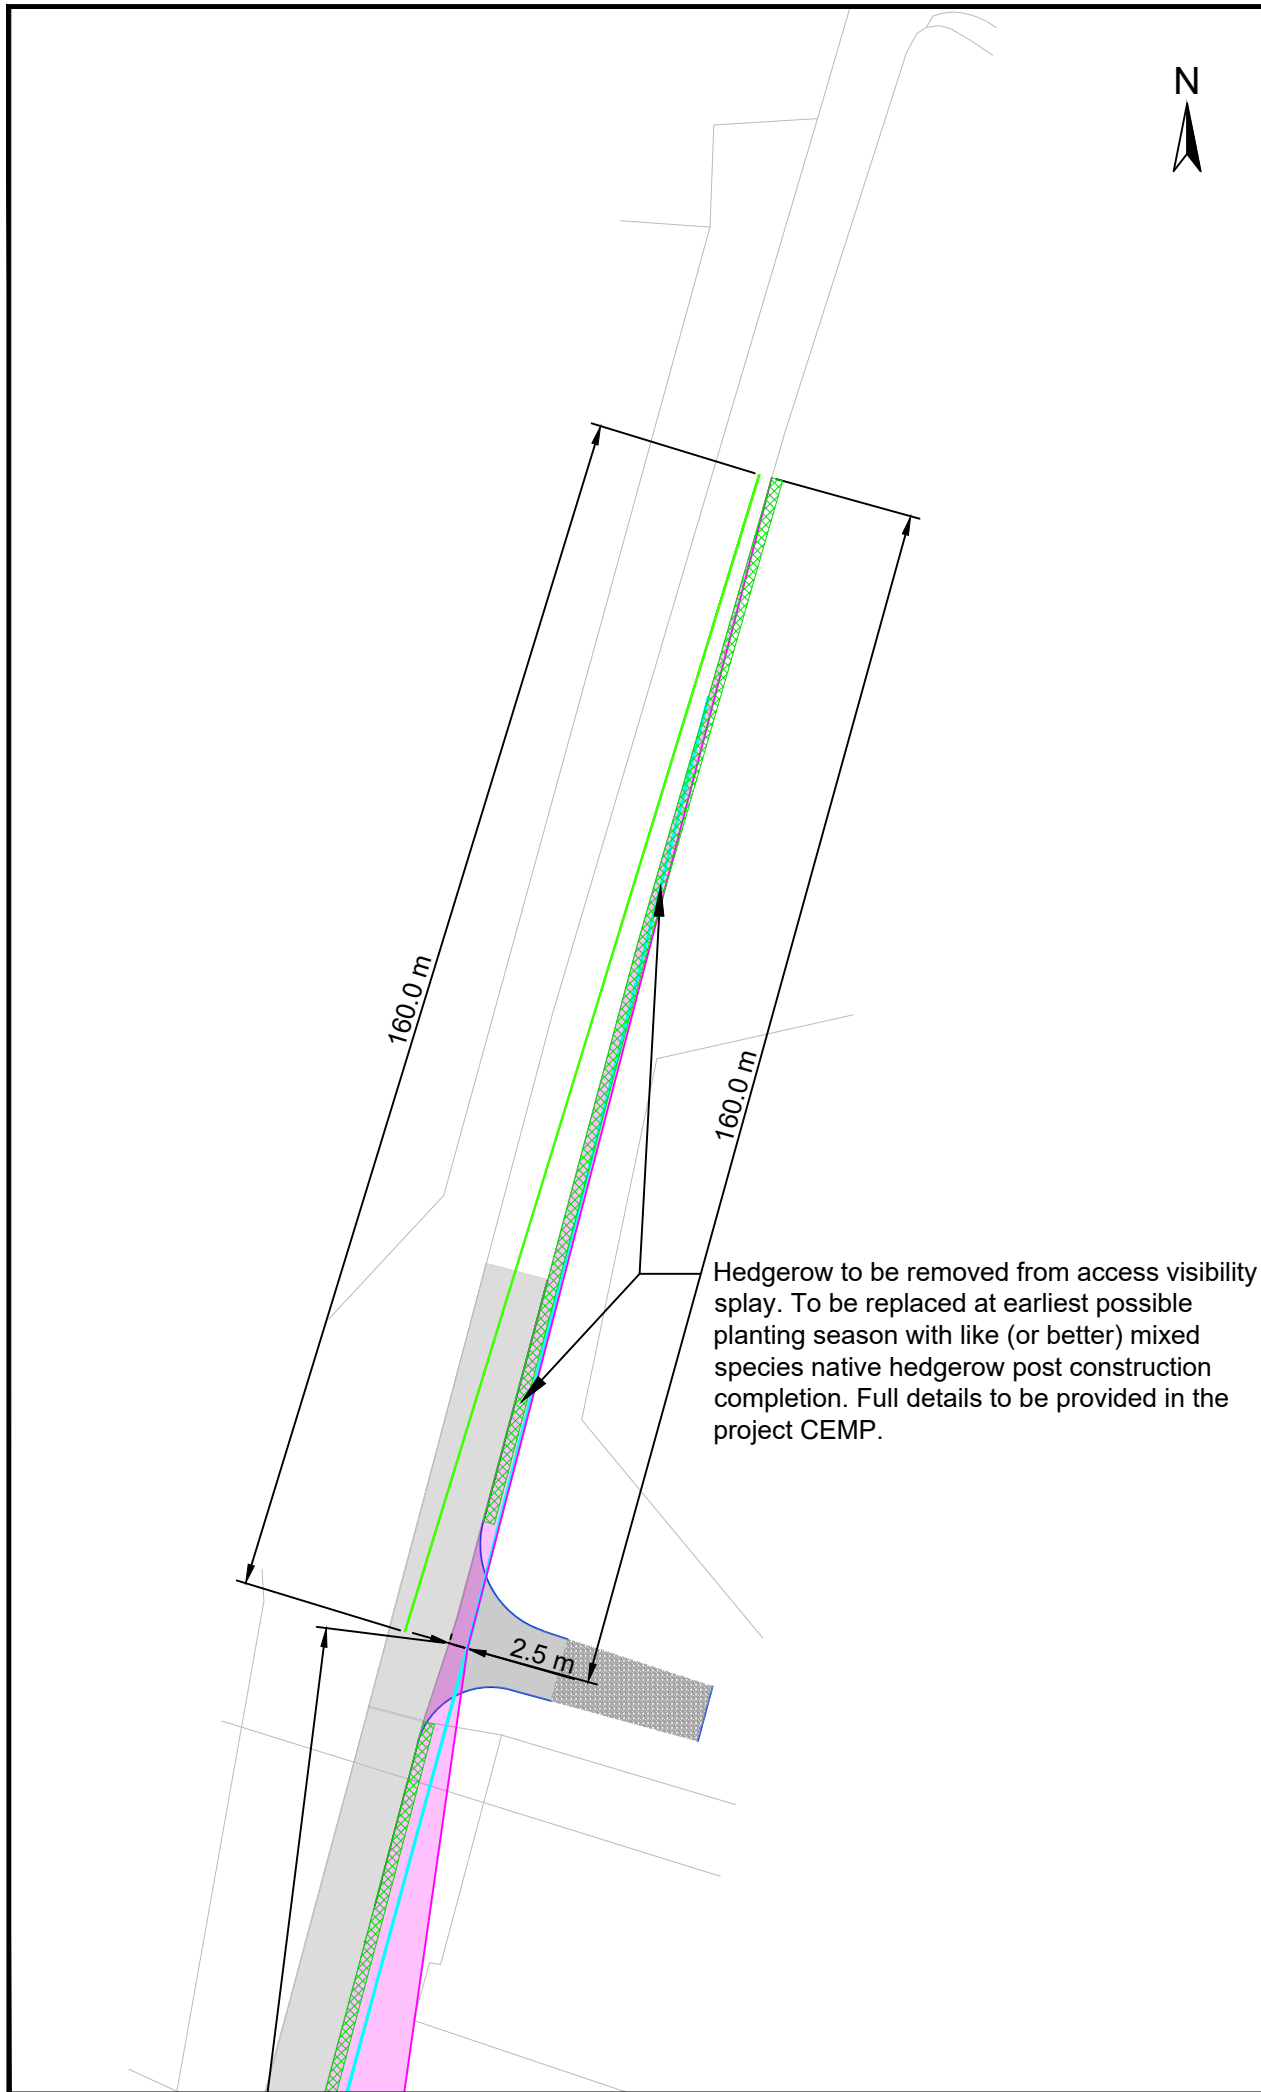 N
160.0 m
160.0 m
Hedgerow to be removed from access visibility
splay. To be replaced at earliest possible
planting season with like (or better) mixed
species native hedgerow post construction
completion. Full details to be provided in the
project CEMP.
2.5 m